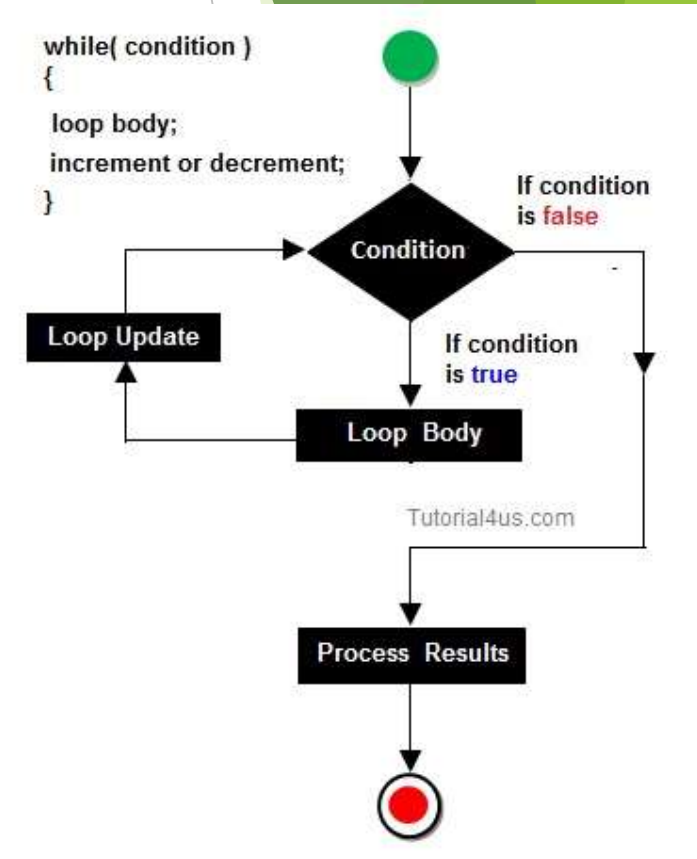 while( condition )
{
loop body;
increment or decrement;
}
If condition
is false
Condition
Loop Update
If condition
is true
Loop Body
Tutorial4us.com
Process Results